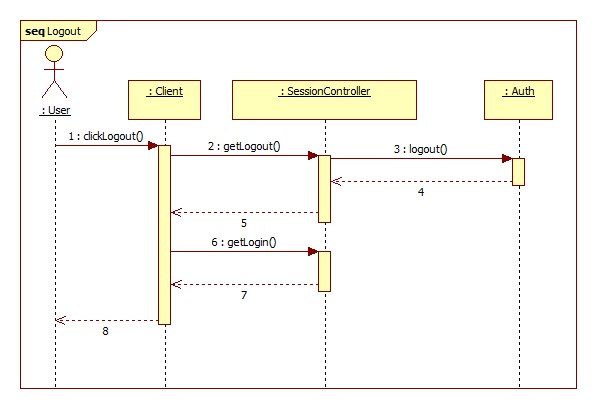 seq Logout
: User
: Client
: SessionController
: Auth
1 : clickLogout()
2 : getLogout()
3 : logout()
4
5
6 : getLogin()
7
8